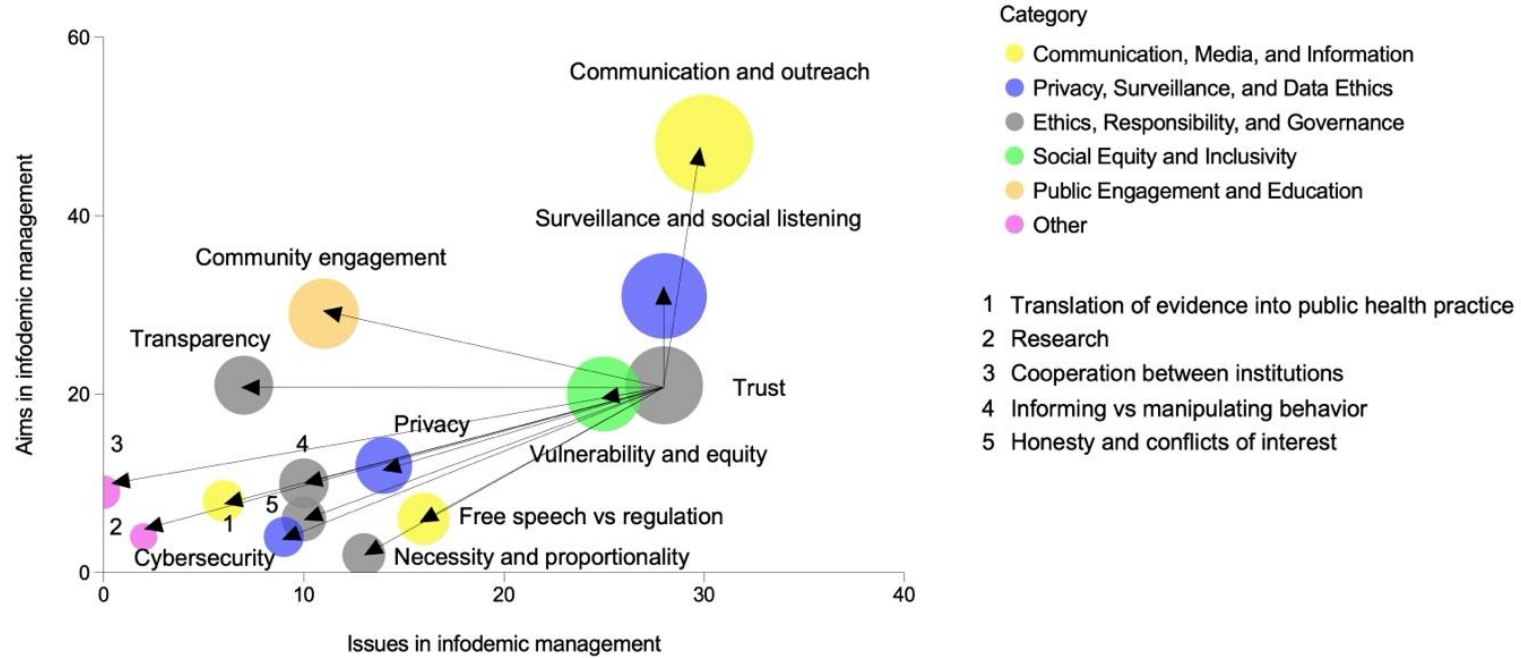 Category
Communication, Media, and Information
Privacy, Surveillance, and Data Ethics
Ethics, Responsibility, and Governance
Social Equity and Inclusivity
Public Engagement and Education
Other
1 Translation of evidence into public health practice
2 Research
3 Cooperation between institutions
4 Informing vs manipulating behavior
5 Honesty and conflicts of interest
Aims in infodemic management
60
40
20
0
Communication and outreach
Surveillance and social listening
Community engagement
Transparency
Trust
Privacy
3
4
Vulnerability and equity
5
1
2
Free speech vs regulation
Cybersecurity
Necessity and proportionality
0
10
20
30
40
Issues in infodemic management